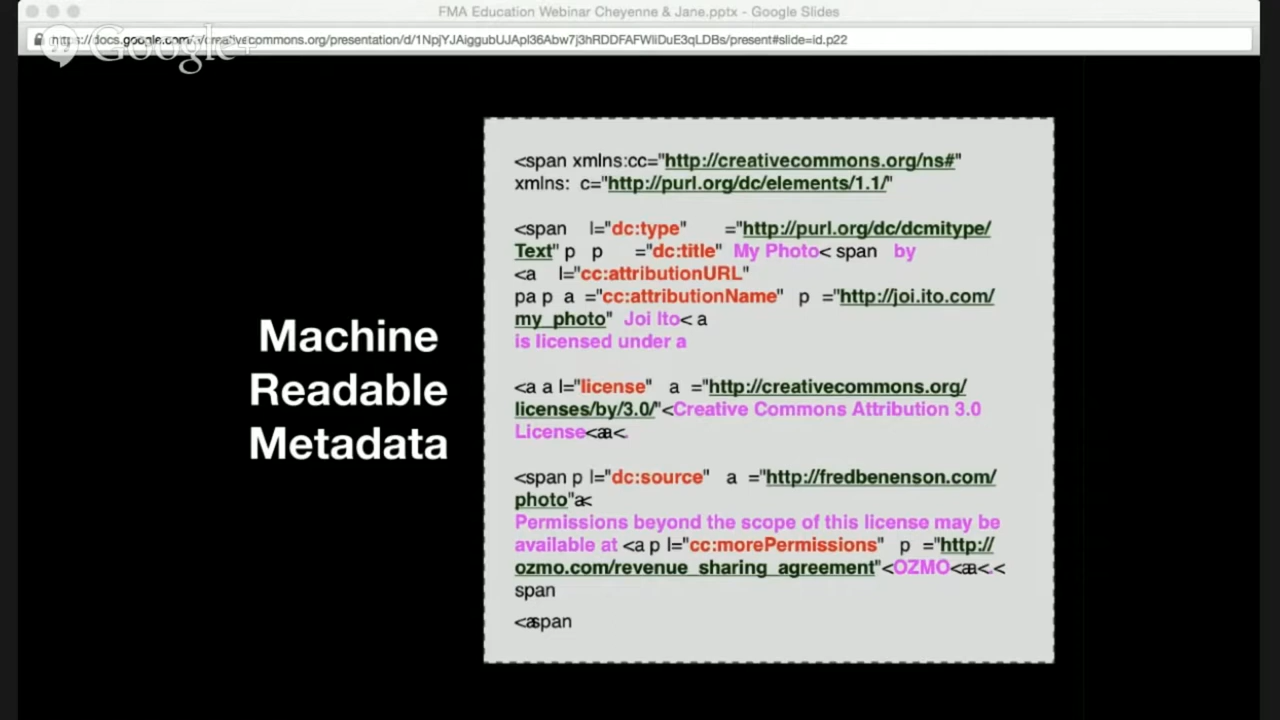 FMA Education Webinar Cheyenne & Jane.pptx - Google Slides
Google+
Machine
Readable
Metadata
<span xmlns:cc="http://creativecommons.org/ns#"
xmlns: c="http://purl.org/dc/elements/1.1/"
<span l="dc:type" ="http://purl.org/dc/dcmitype/
Text" p p ="dc:title" My Photo< span by
<a l="cc:attributionURL"
pa p a ="cc:attributionName" p ="http://joi.ito.com/
my_photo" Joi Ito< a
is licensed under a
<a a l="license" a ="http://creativecommons.org/
licenses/by/3.0/"<Creative Commons Attribution 3.0
License<
<span p l="dc:source" a ="http://fredbenenson.com/
photo"
Permissions beyond the scope of this license may be
available at <a p l="cc:morePermissions" p ="http://
ozmo.com/revenue_sharing_agreement"<OZMO<
span
span